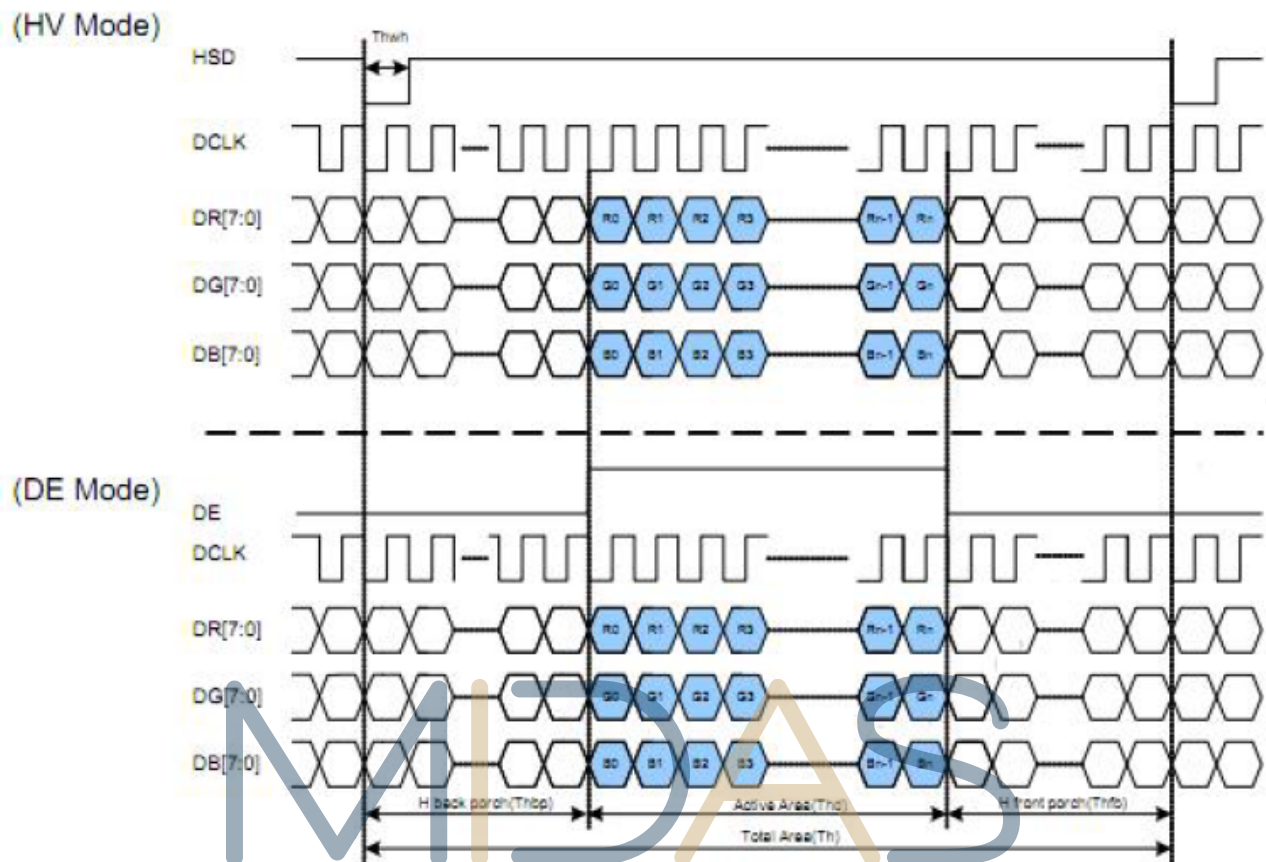 (HV Mode)
Thwh
HSD
DCLK
DR[7:0] R0 R1 R2 R3 Rn-1 Rn
DG[7:0] G0 G1 G2 G3 Gn-1 Gn
DB[7:0] B0 B1 B2 B3 Bn-1 Bn
(DE Mode)
DE
DCLK
DR[7:0] R0 R1 R2 R3 Rn-1 Rn
DG[7:0] G0 G1 G2 G3 Gn-1 Gn
DB[7:0] B0 B1 B2 B3 Bn-1 Bn
H back porch(Thbp) Active Area(Thd) H front porch(Thfp)
Total Area(Th)
MIDAS